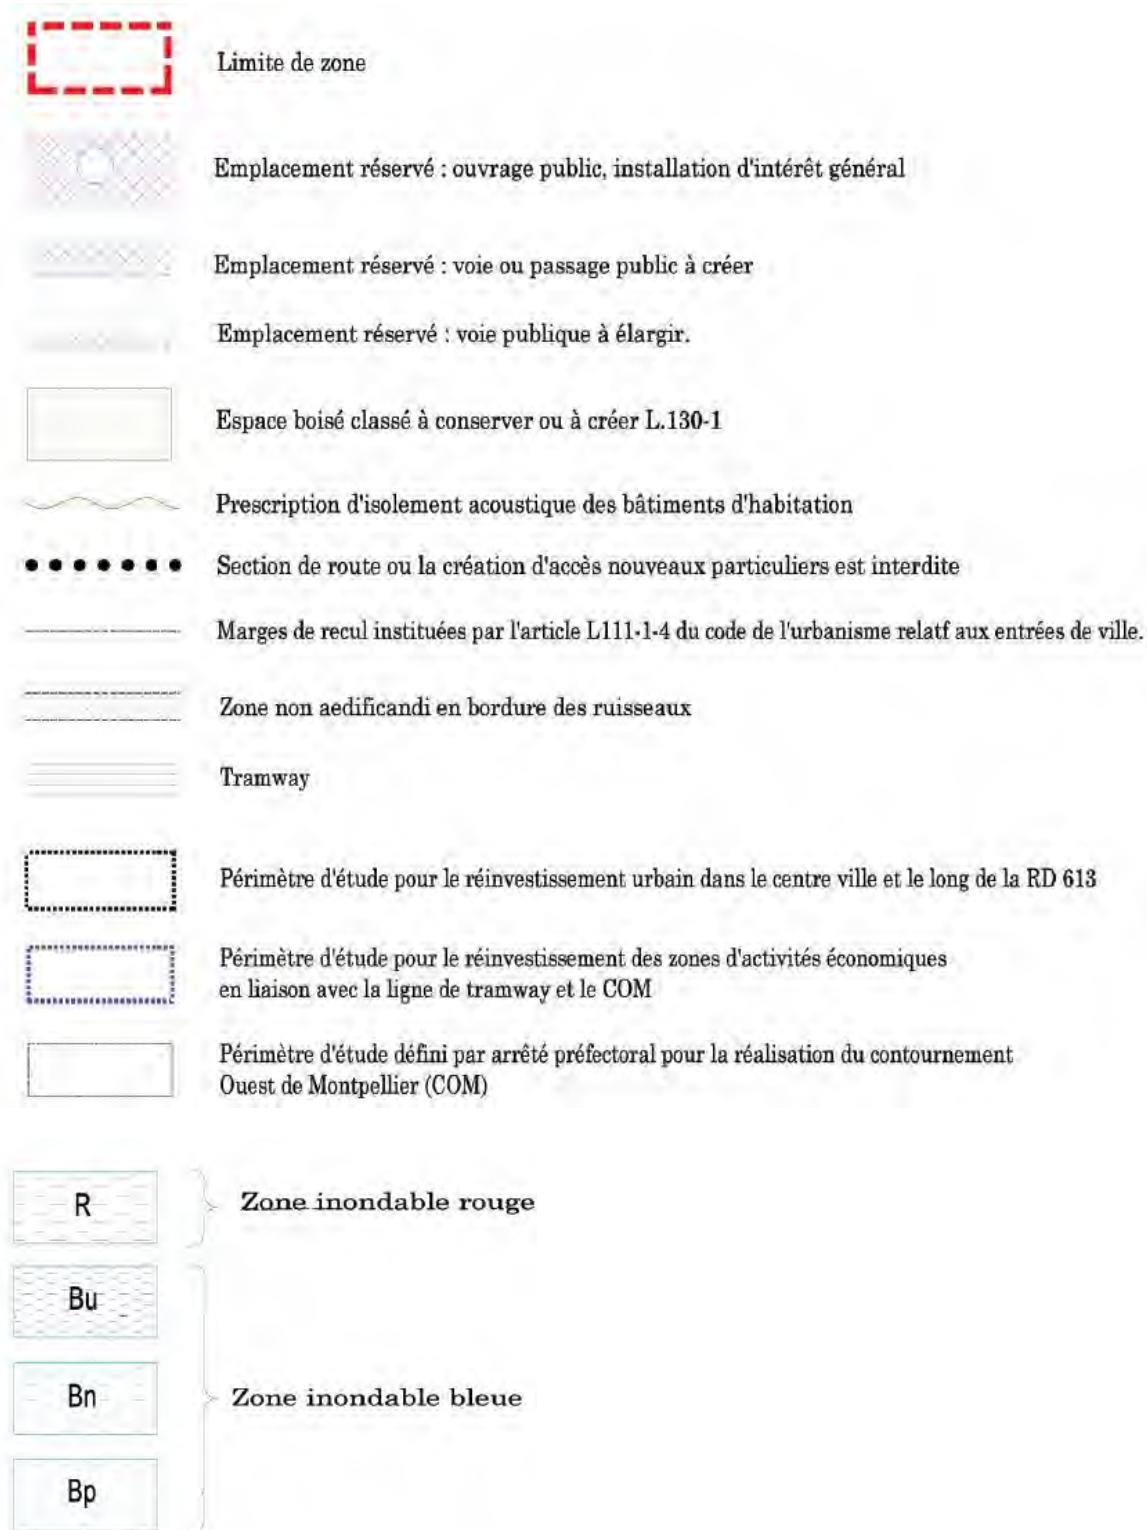 Limite de zone
Emplacement réservé : ouvrage public, installation d'intérêt général
Emplacement réservé : voie ou passage public à créer
Emplacement réservé : voie publique à élargir.
Espace boisé classé à conserver ou à créer L.130-1
Prescription d'isolement acoustique des bâtiments d'habitation
Section de route ou la création d'accès nouveaux particuliers est interdite
Marges de recul instituées par l'article L111-1-4 du code de l'urbanisme relatf aux entrées de ville.
Zone non aedificandi en bordure des ruisseaux
Tramway
Périmètre d'étude pour le réinvestissement urbain dans le centre ville et le long de la RD 613
Périmètre d'étude pour le réinvestissement des zones d'activités économiques
en liaison avec la ligne de tramway et le COM
Périmètre d'étude défini par arrêté préfectoral pour la réalisation du contournement
Ouest de Montpellier (COM)
R
Zone inondable rouge
Bu
Bn
Zone inondable bleue
Bp